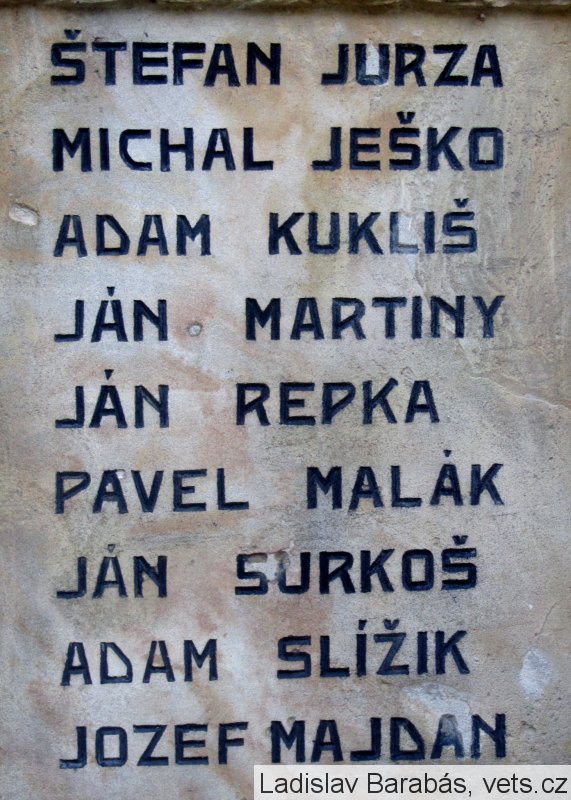 ŠTEFAN JURZA
MICHAL JEŠKO
ADAM KUKLIŠ
JÁN MARTINY
JÁN REPKA
PAVEL MALÁK
JÁN SURKOŠ
ADAM SLÍŽIK
JOZEF MAJDAN
Ladislav Barabás, vets.cz